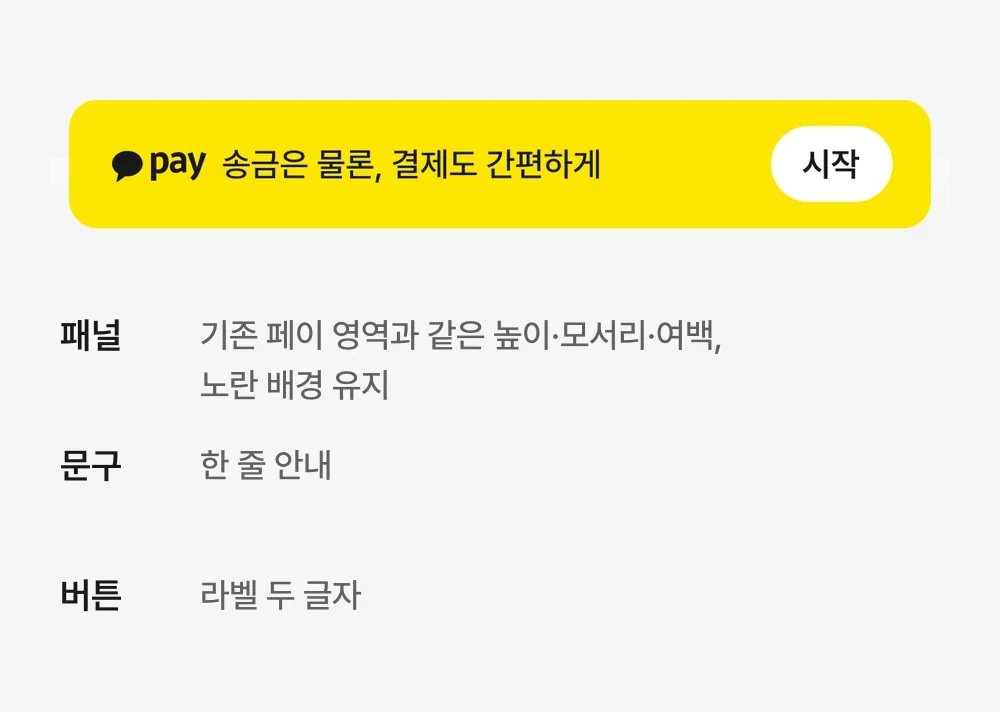 pay 송금은 물론, 결제도 간편하게 시작
패널 기존 페이 영역과 같은 높이·모서리·여백,
노란 배경 유지
문구 한 줄 안내
버튼 라벨 두 글자